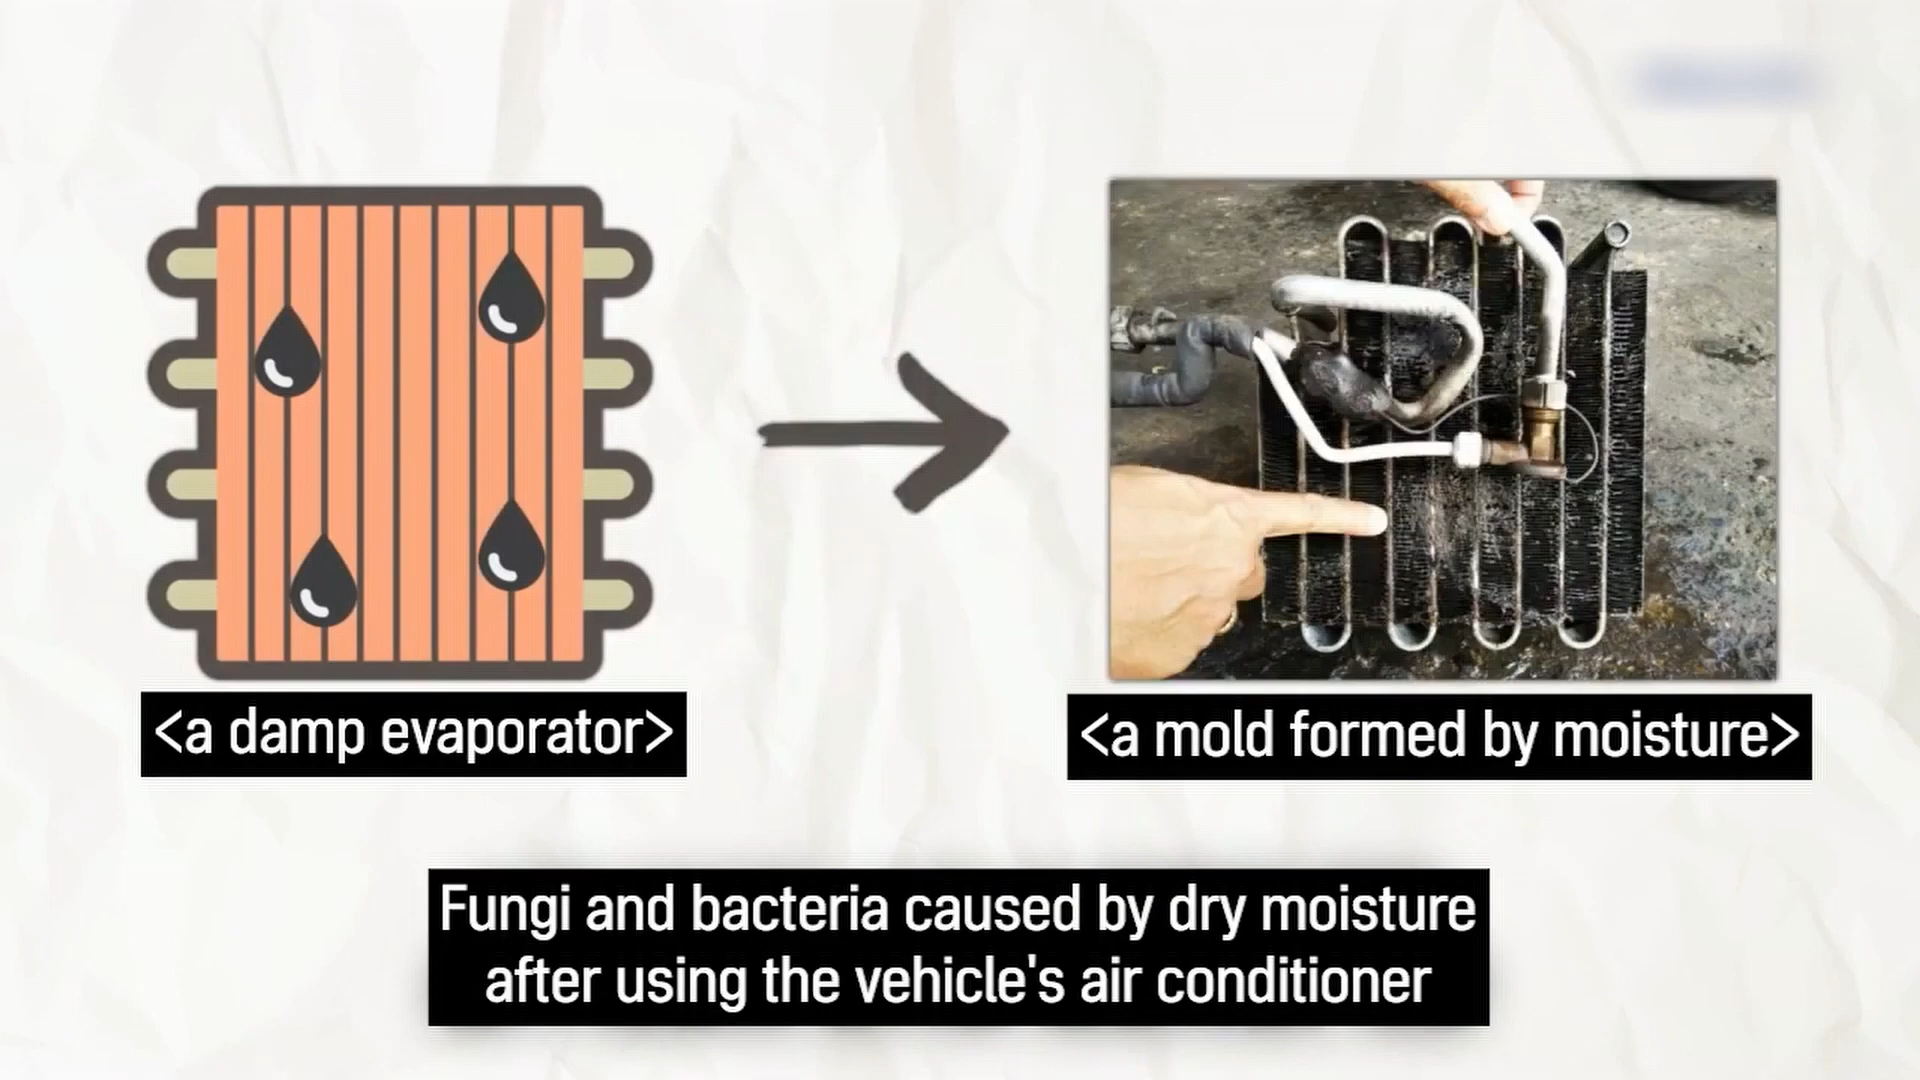 <a damp evaporator>
<a mold formed by moisture>
Fungi and bacteria caused by dry moisture
after using the vehicle's air conditioner